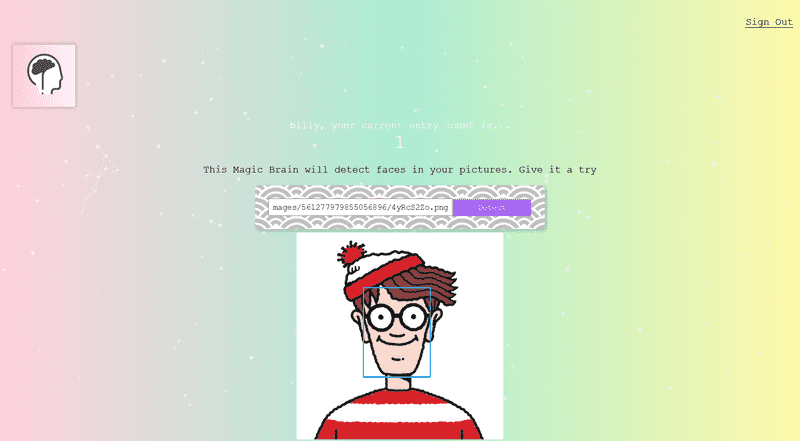 Sign Out
billy, your current entry count is...
1
This Magic Brain will detect faces in your pictures. Give it a try
mages/561277979855056896/4yRcS2Zo.png Detect